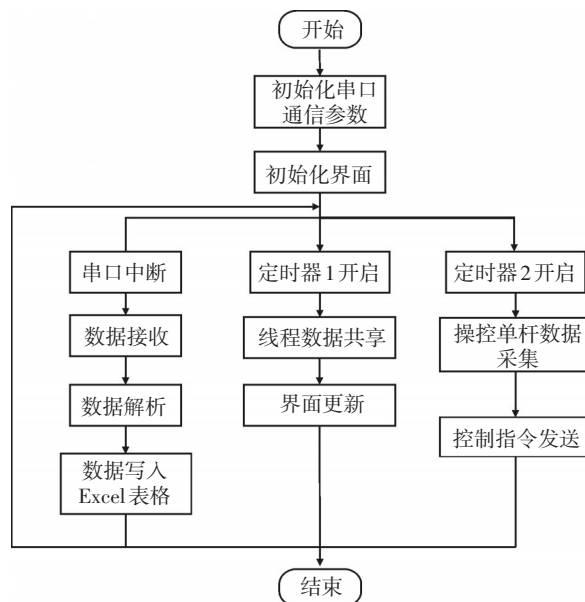 开始
初始化串口
通信参数
初始化界面
串口中断
定时器1开启
定时器2开启
数据接收
线程数据共享
操控单杆数据
采集
数据解析
界面更新
控制指令发送
数据写入
Excel表格
结束